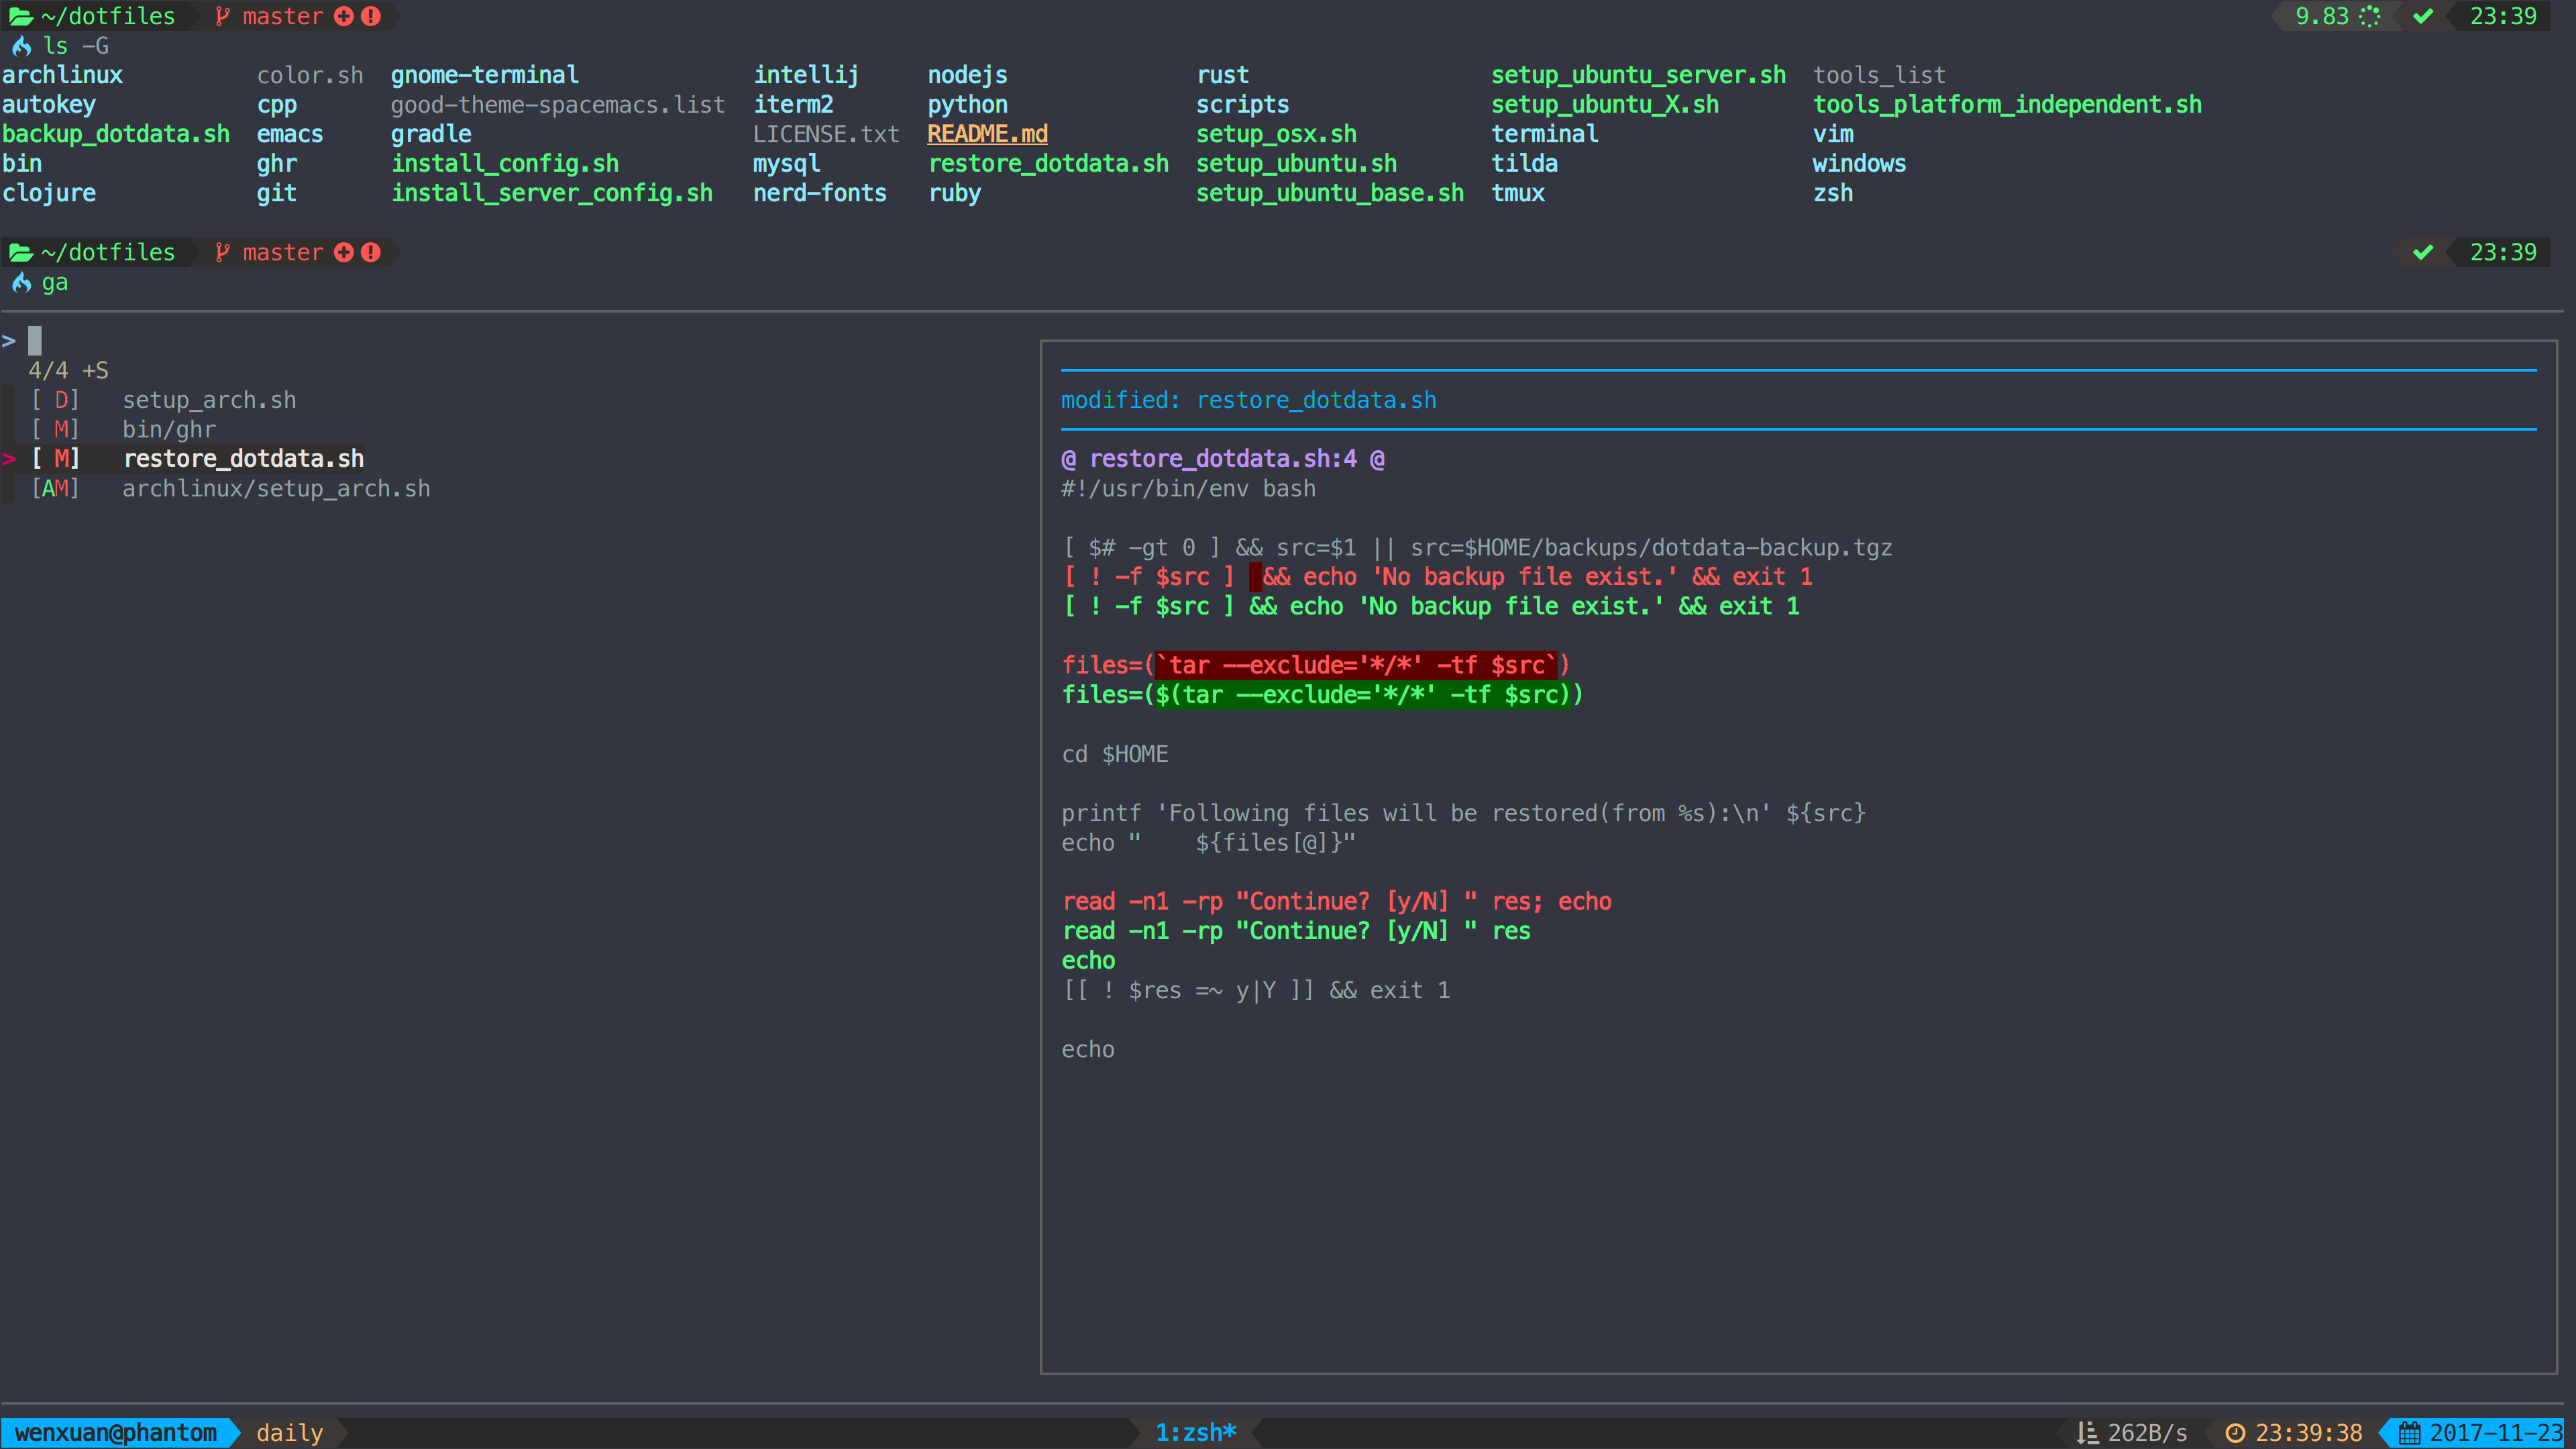 ~/dotfiles master 9.83 23:39
ls -G
archlinux color.sh gnome-terminal intellij nodejs rust setup_ubuntu_server.sh tools_list
autokey cpp good-theme-spacemacs.list iterm2 python scripts setup_ubuntu_X.sh tools_platform_independent.sh
backup_dotdata.sh emacs gradle LICENSE.txt README.md setup_osx.sh terminal vim
bin ghr install_config.sh mysql restore_dotdata.sh setup_ubuntu.sh tilda windows
clojure git install_server_config.sh nerd-fonts ruby setup_ubuntu_base.sh tmux zsh
~/dotfiles master 23:39
ga
>
4/4 +S
[ D] setup_arch.sh
[ M] bin/ghr
> [ M] restore_dotdata.sh
[AM] archlinux/setup_arch.sh
modified: restore_dotdata.sh
@ restore_dotdata.sh:4 @
#!/usr/bin/env bash
[ $# -gt 0 ] && src=$1 || src=$HOME/backups/dotdata-backup.tgz
[ ! -f $src ]  && echo 'No backup file exist.' && exit 1
[ ! -f $src ] && echo 'No backup file exist.' && exit 1
files=(`tar --exclude='*/*' -tf $src`)
files=($(tar --exclude='*/*' -tf $src))
cd $HOME
printf 'Following files will be restored(from %s):\n' ${src}
echo "    ${files[@]}"
read -n1 -rp "Continue? [y/N] " res; echo
read -n1 -rp "Continue? [y/N] " res
echo
[[ ! $res =~ y|Y ]] && exit 1
echo
wenxuan@phantom daily 1:zsh* 262B/s 23:39:38 2017-11-23